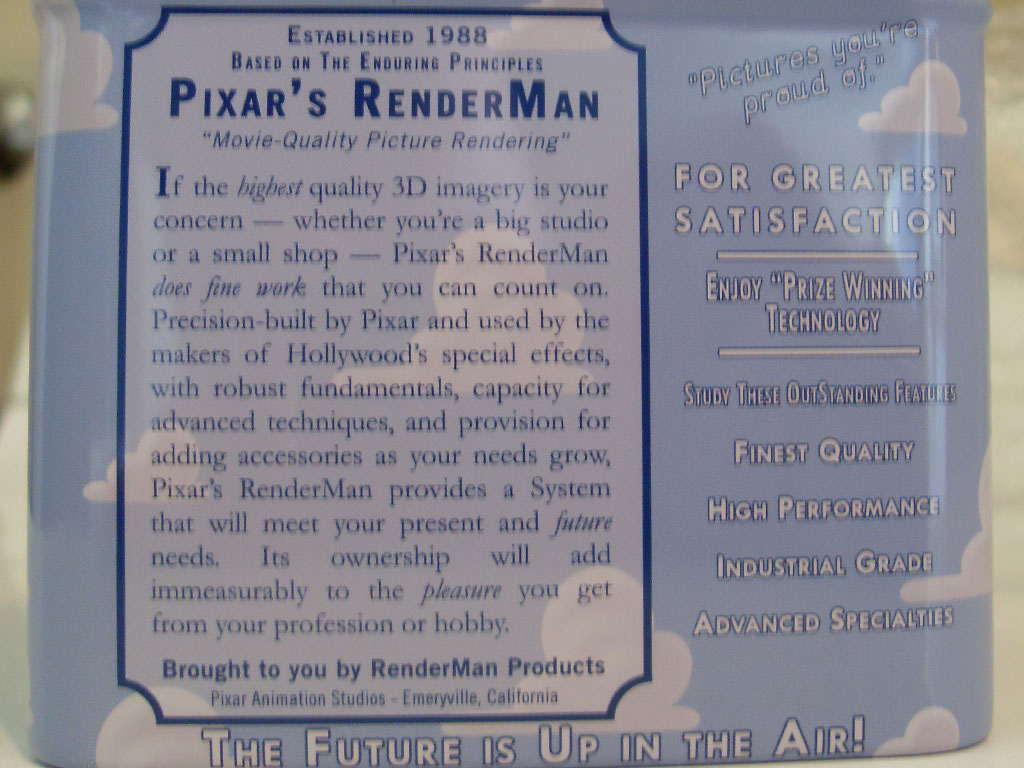 ESTABLISHED 1988
BASED ON THE ENDURING PRINCIPLES
PIXAR'S RENDERMAN
"Movie-Quality Picture Rendering"
If the highest quality 3D imagery is your
concern — whether you're a big studio
or a small shop — Pixar's RenderMan
does fine work that you can count on.
Precision-built by Pixar and used by the
makers of Hollywood's special effects,
with robust fundamentals, capacity for
advanced techniques, and provision for
adding accessories as your needs grow,
Pixar's RenderMan provides a System
that will meet your present and future
needs. Its ownership will add
immeasurably to the pleasure you get
from your profession or hobby.
Brought to you by RenderMan Products
Pixar Animation Studios - Emeryville, California
"Pictures you're
proud of."
FOR GREATEST
SATISFACTION
ENJOY "PRIZE WINNING"
TECHNOLOGY
STUDY THESE OUTSTANDING FEATURES
FINEST QUALITY
HIGH PERFORMANCE
INDUSTRIAL GRADE
ADVANCED SPECIALTIES
THE FUTURE IS UP IN THE AIR!